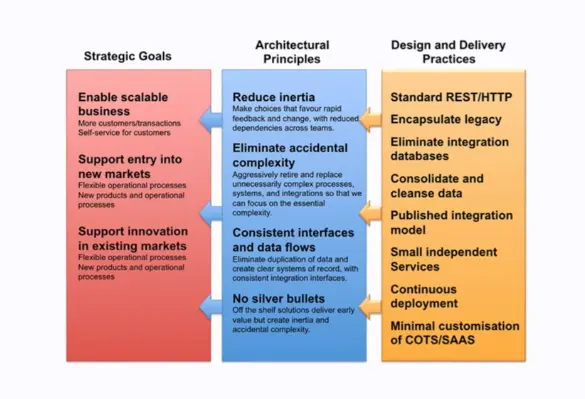 Strategic Goals
Enable scalable
business
More customers/transactions
Self-service for customers
Support entry into
new markets
Flexible operational processes
New products and operational
processes
Support innovation
in existing markets
Flexible operational processes
New products and operational
processes
Architectural
Principles
Reduce inertia
Make choices that favour rapid
feedback and change, with reduced
dependencies across teams.
Eliminate accidental
complexity
Aggressively retire and replace
unnecessarily complex processes,
systems, and integrations so that we
can focus on the essential
complexity.
Consistent interfaces
and data flows
Eliminate duplication of data and
create clear systems of record, with
consistent integration interfaces.
No silver bullets
Off the shelf solutions deliver early
value but create inertia and
accidental complexity.
Design and Delivery
Practices
Standard REST/HTTP
Encapsulate legacy
Eliminate integration
databases
Consolidate and
cleanse data
Published integration
model
Small independent
Services
Continuous
deployment
Minimal customisation
of COTS/SAAS